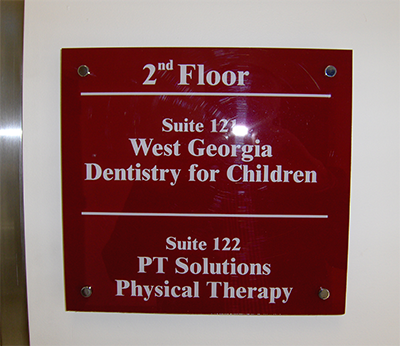 2nd Floor
Suite 121
West Georgia
Dentistry for Children
Suite 122
PT Solutions
Physical Therapy